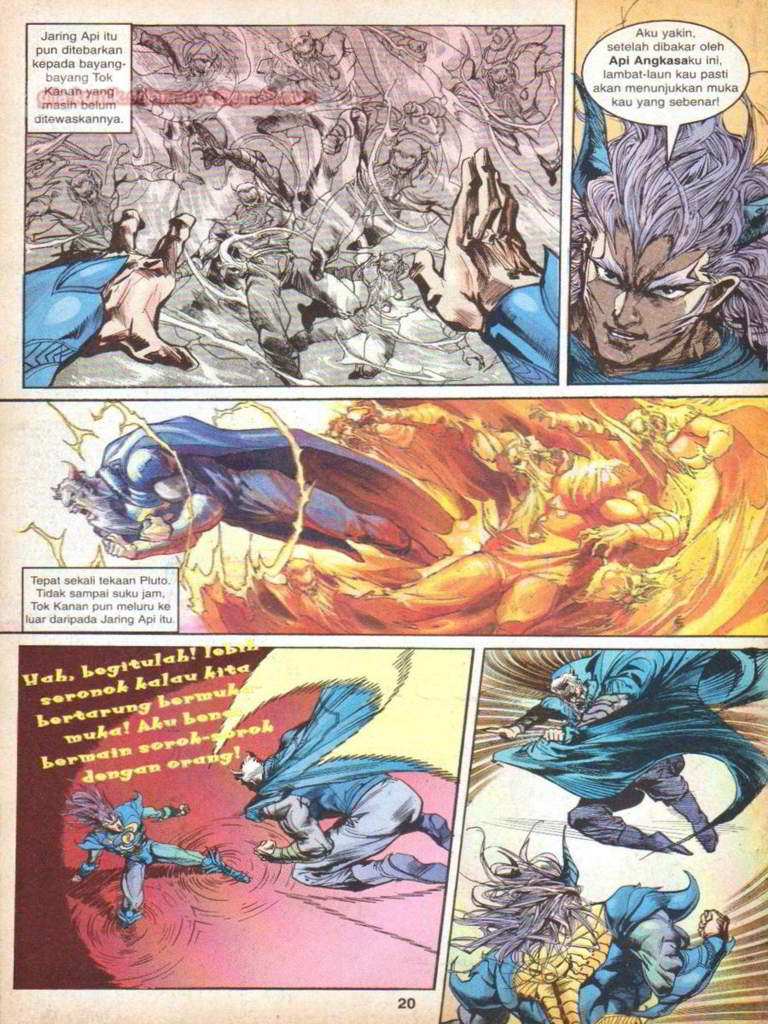 Jaring Api itu
pun ditebarkan
kepada bayang-
bayang Tok
Kanan yang
masih belum
ditewaskannya.
Aku yakin,
setelah dibakar oleh
Api Angkasaku ini,
lambat-laun kau pasti
akan menunjukkan muka
kau yang sebenar!
Tepat sekali tekaan Pluto.
Tidak sampai suku jam,
Tok Kanan pun meluru ke
luar daripada Jaring Api itu.
Hah, begitulah! lebih
seronok kalau kita
bertarung bermuka
muka! Aku benci
bermain sorok-sorok
dengan orang!
20